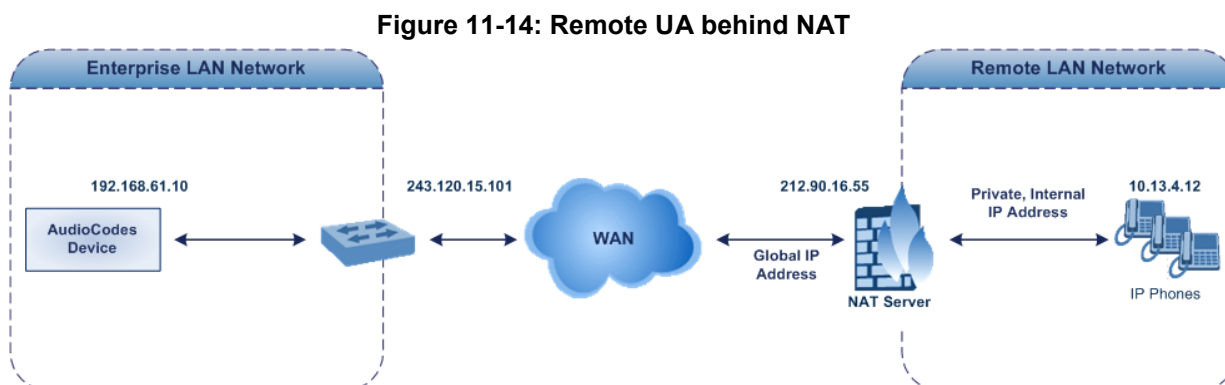 Figure 11-14: Remote UA behind NAT
Enterprise LAN Network
Remote LAN Network
192.168.61.10
243.120.15.101
212.90.16.55
Private, Internal
IP Address
10.13.4.12
AudioCodes
Device
WAN
Global IP
Address
NAT Server
IP Phones